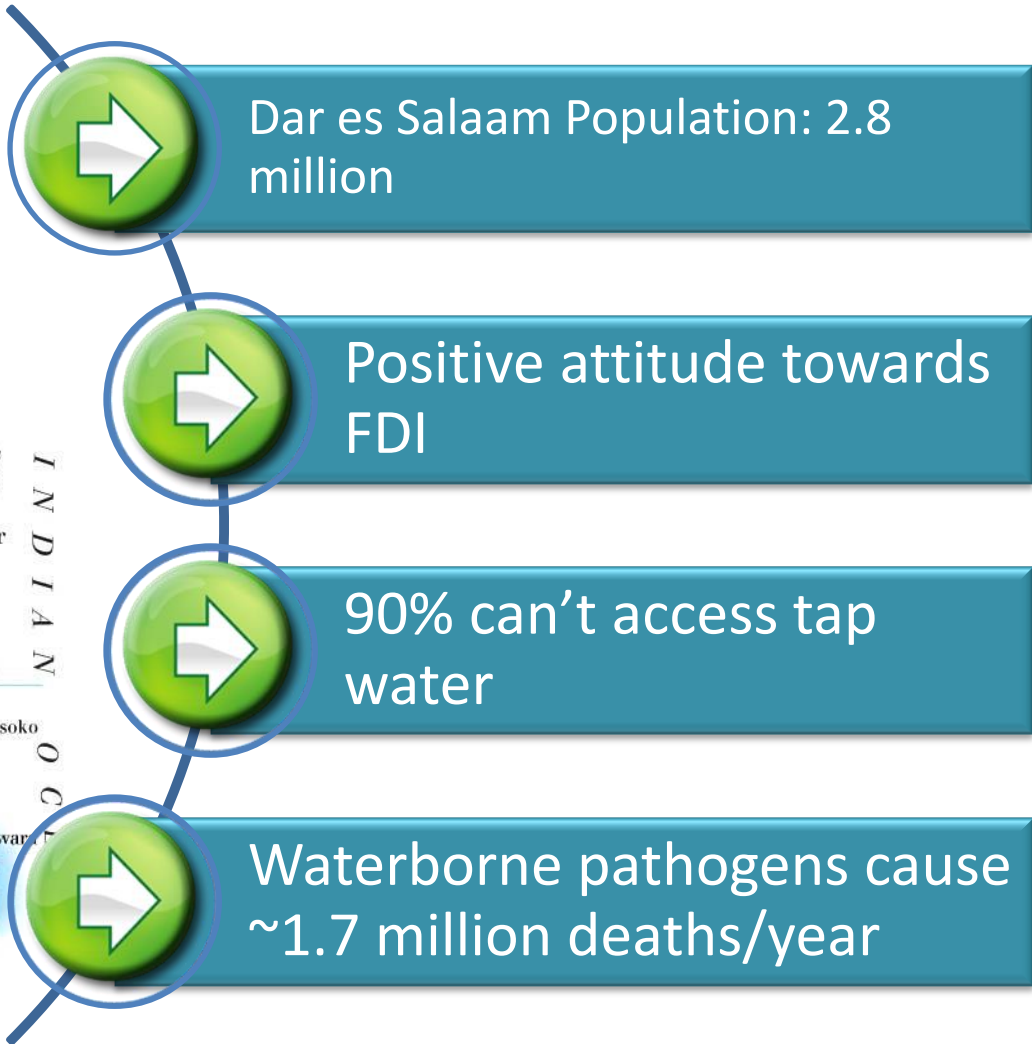 Dar es Salaam Population: 2.8
million
Positive attitude towards
FDI
90% can’t access tap
water
Waterborne pathogens cause
~1.7 million deaths/year
I N D I A N O C
soko